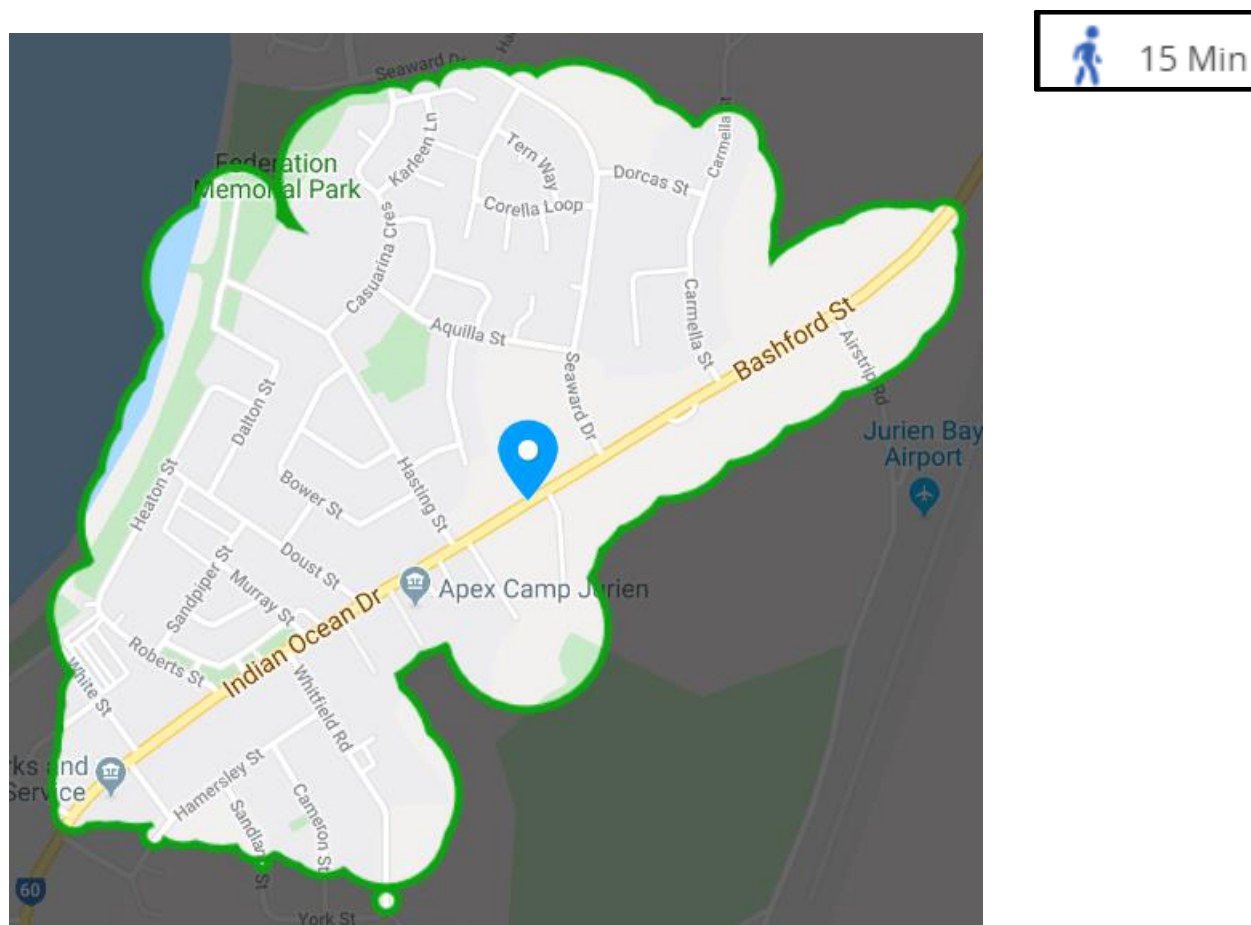 15 Min
Seaward Dr
Federation
Memorial Park
Karleen Ln
Tern Way
Corella Loop
Dorcas St
Carmella
Casuarina Cres
Aquilla St
Seaward Dr
Carmella St
Bashford St
Airstrip Rd
Jurien Bay
Airport
Dalton St
Heaton St
Hasting St
Bower St
Doust St
Sandpiper St
Murray St
Apex Camp Jurien
Indian Ocean Dr
Roberts St
White St
Whitfield Rd
rks and
Service
Hamersley St
Cameron St
60
York St